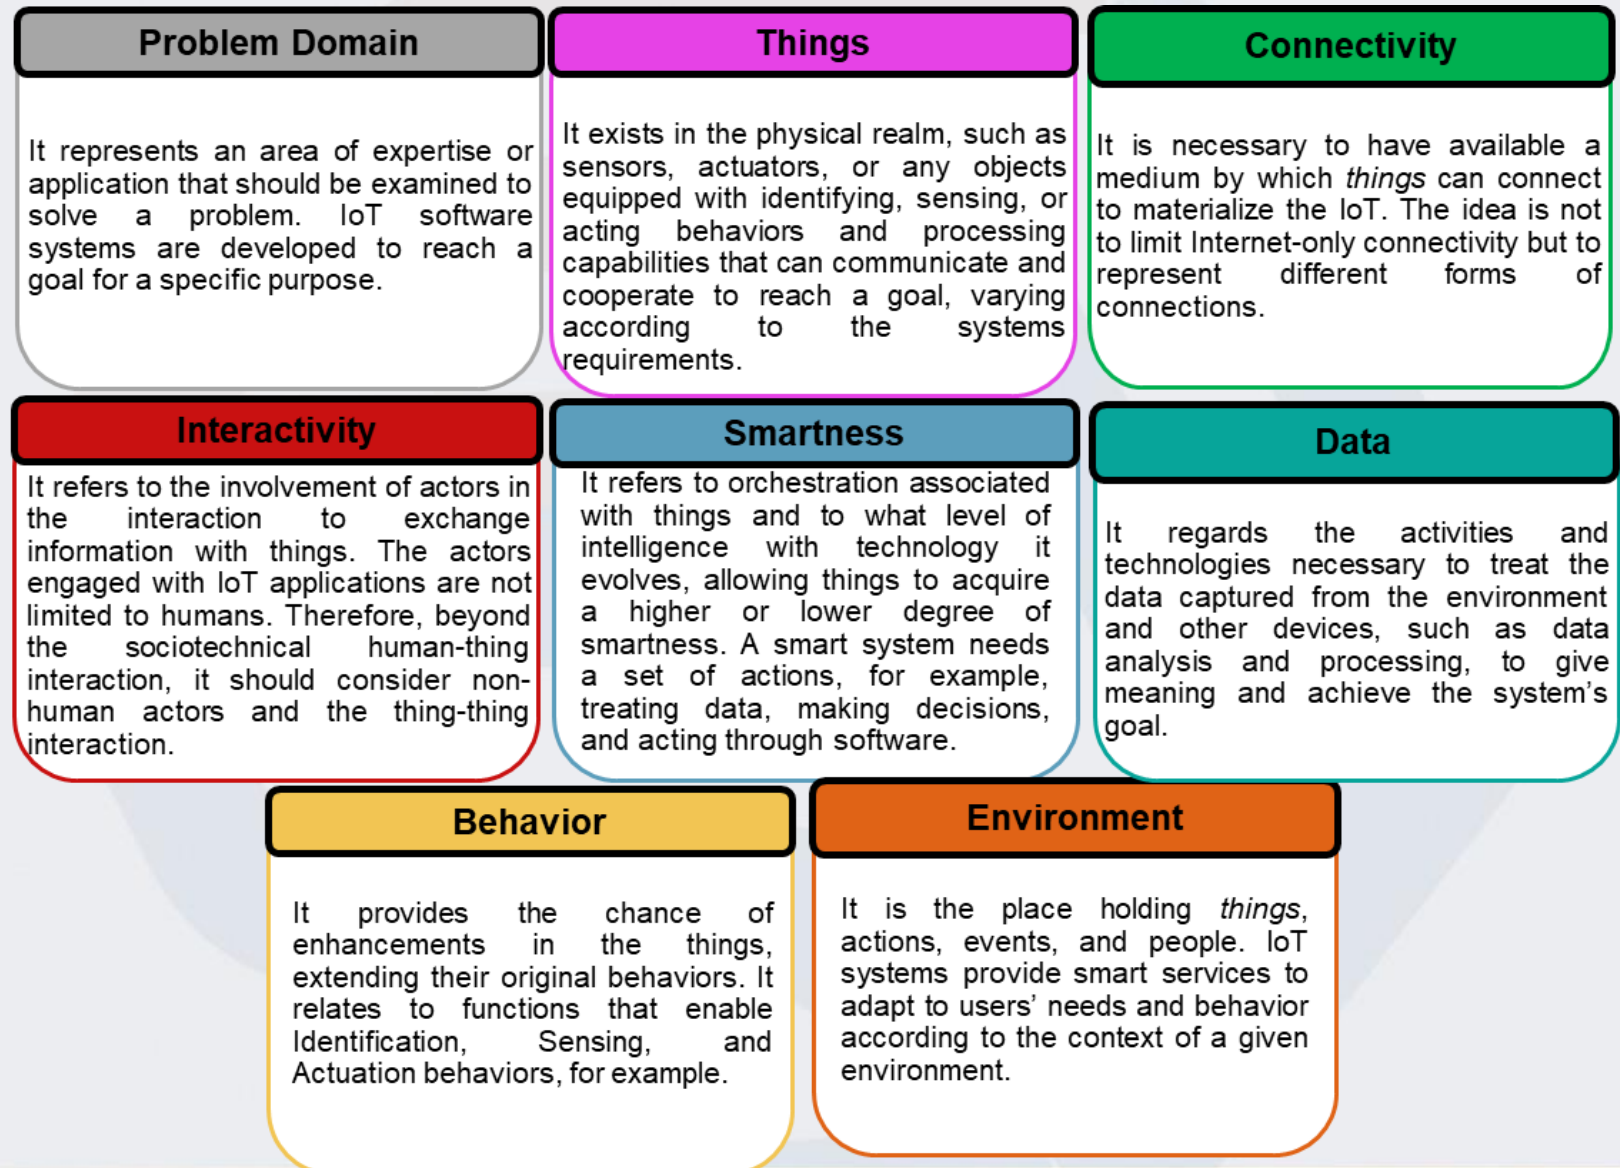 Problem Domain
It represents an area of expertise or
application that should be examined to
solve a problem. IoT software
systems are developed to reach a
goal for a specific purpose.
Things
It exists in the physical realm, such as
sensors, actuators, or any objects
equipped with identifying, sensing, or
acting behaviors and processing
capabilities that can communicate and
cooperate to reach a goal, varying
according to the systems
requirements.
Connectivity
It is necessary to have available a
medium by which things can connect
to materialize the IoT. The idea is not
to limit Internet-only connectivity but to
represent different forms of
connections.
Interactivity
It refers to the involvement of actors in
the interaction to exchange
information with things. The actors
engaged with IoT applications are not
limited to humans. Therefore, beyond
the sociotechnical human-thing
interaction, it should consider non-
human actors and the thing-thing
interaction.
Smartness
It refers to orchestration associated
with things and to what level of
intelligence with technology it
evolves, allowing things to acquire
a higher or lower degree of
smartness. A smart system needs
a set of actions, for example,
treating data, making decisions,
and acting through software.
Data
It regards the activities and
technologies necessary to treat the
data captured from the environment
and other devices, such as data
analysis and processing, to give
meaning and achieve the system's
goal.
Behavior
It provides the chance of
enhancements in the things,
extending their original behaviors. It
relates to functions that enable
Identification, Sensing, and
Actuation behaviors, for example.
Environment
It is the place holding things,
actions, events, and people. IoT
systems provide smart services to
adapt to users' needs and behavior
according to the context of a given
environment.